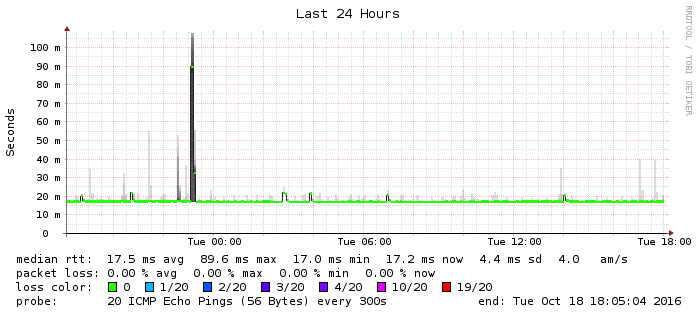 Last 24 Hours
RRDTOOL / TOBI OETIKER
Seconds
100 m
90 m
80 m
70 m
60 m
50 m
40 m
30 m
20 m
10 m
0
Tue 00:00 Tue 06:00 Tue 12:00 Tue 18:00
median rtt: 17.5 ms avg 89.6 ms max 17.0 ms min 17.2 ms now 4.4 ms sd 4.0 am/s
packet loss: 0.00 % avg 0.00 % max 0.00 % min 0.00 % now
loss color: 0 1/20 2/20 3/20 4/20 10/20 19/20
probe: 20 ICMP Echo Pings (56 Bytes) every 300s end: Tue Oct 18 18:05:04 2016